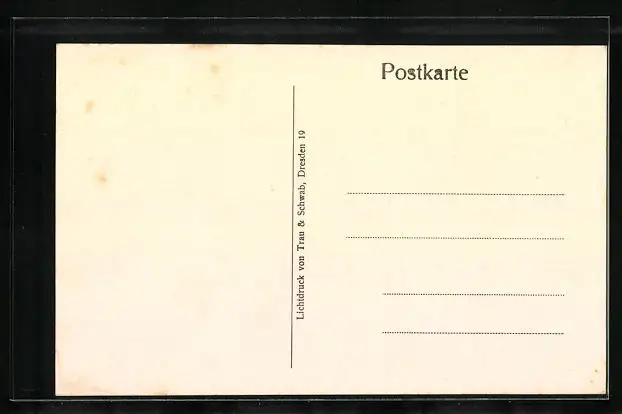 Postkarte
Lichtdruck von Trau & Schwab, Dresden 19